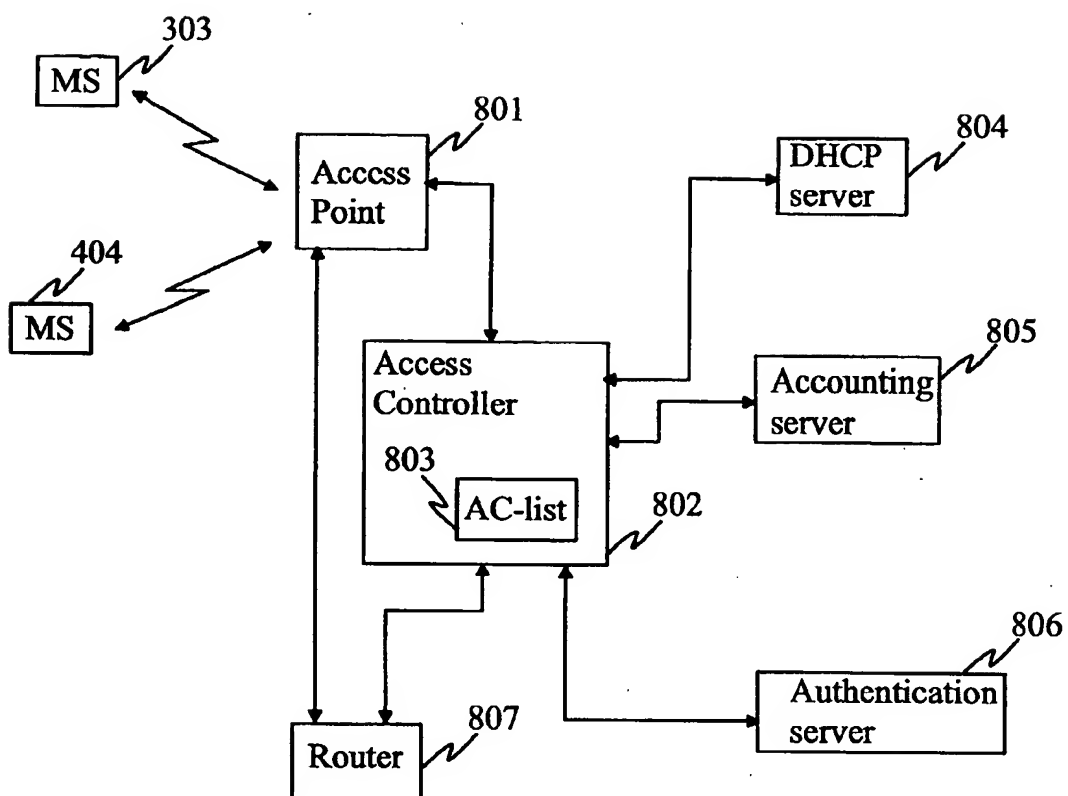 303
MS
801
Access
Point
804
DHCP
server
404
MS
Access
Controller
805
Accounting
server
803
AC-list
802
806
Authentication
server
807
Router